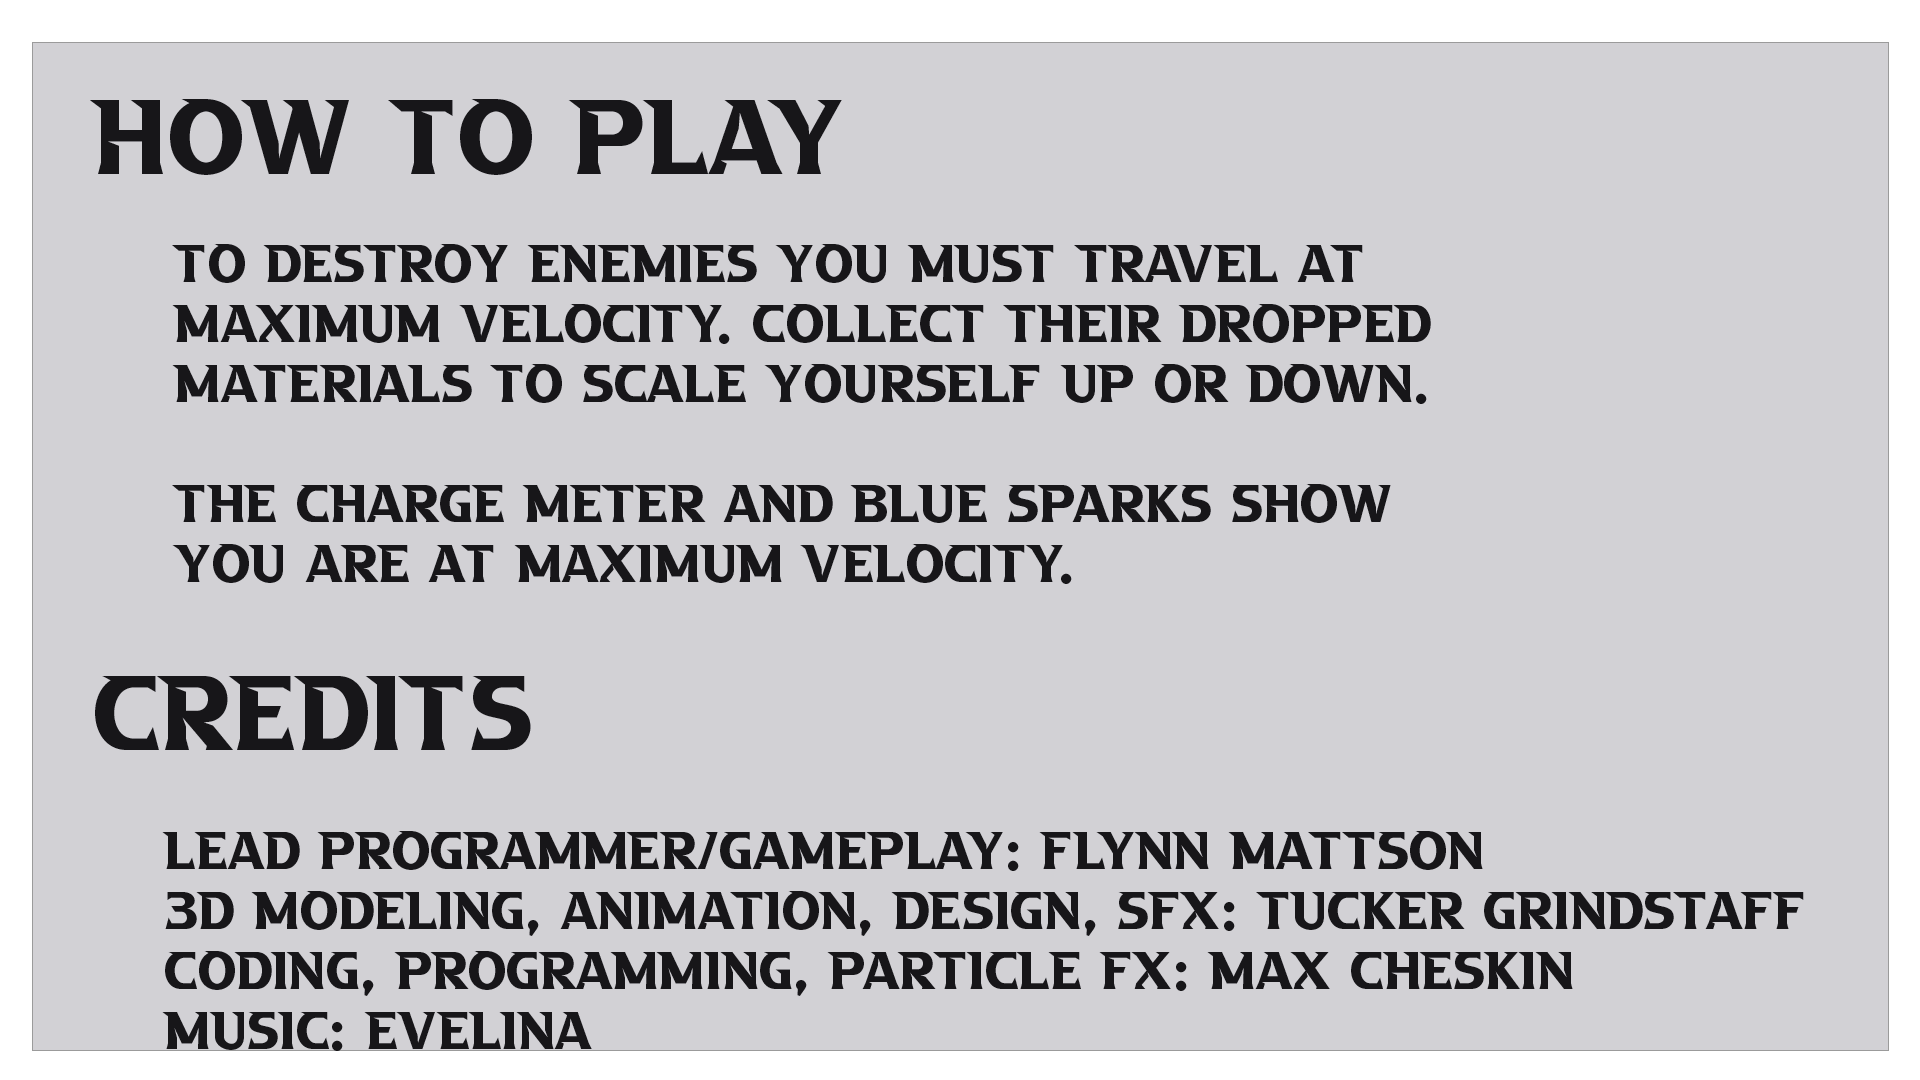 HOW TO PLAY
TO DESTROY ENEMIES YOU MUST TRAVEL AT
MAXIMUM VELOCITY. COLLECT THEIR DROPPED
MATERIALS TO SCALE YOURSELF UP OR DOWN.
THE CHARGE METER AND BLUE SPARKS SHOW
YOU ARE AT MAXIMUM VELOCITY.
CREDITS
LEAD PROGRAMMER/GAMEPLAY: FLYNN MATTSON
3D MODELING, ANIMATION, DESIGN, SFX: TUCKER GRINDSTAFF
CODING, PROGRAMMING, PARTICLE FX: MAX CHESKIN
MUSIC: EVELINA